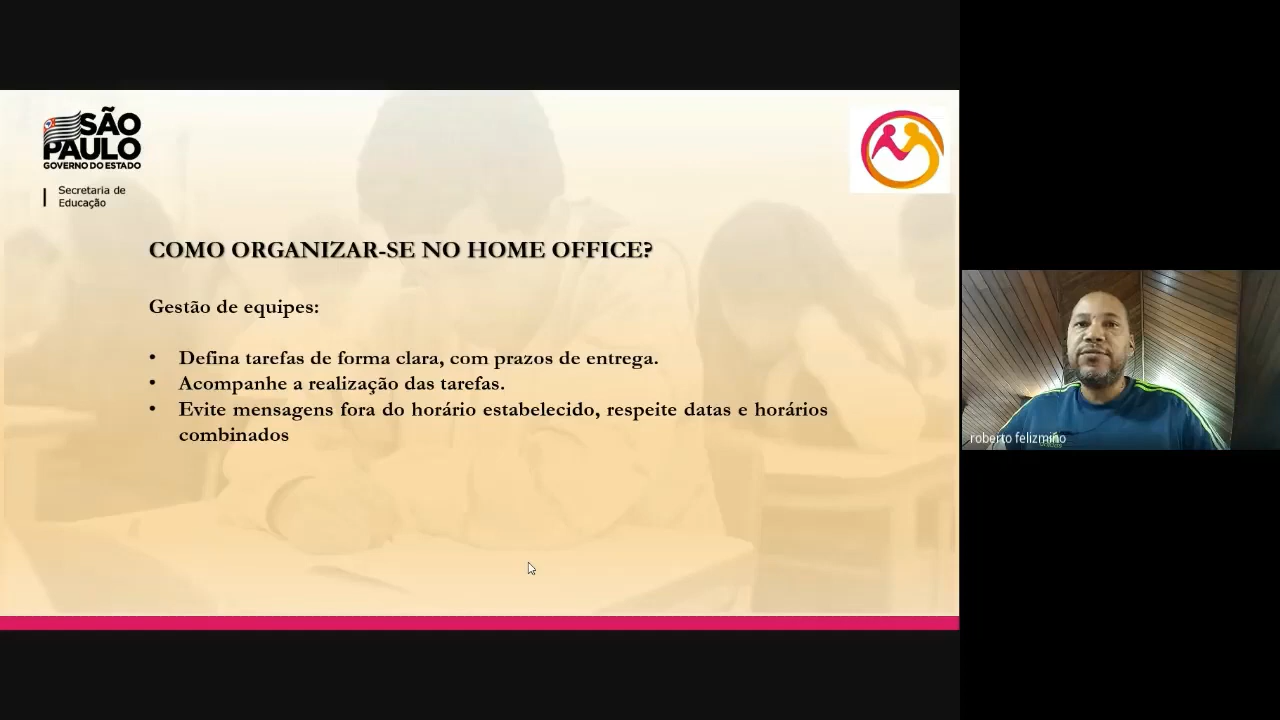 SÃO
PAULO
GOVERNO DO ESTADO
Secretaria de
Educação
COMO ORGANIZAR-SE NO HOME OFFICE?
Gestão de equipes:
• Defina tarefas de forma clara, com prazos de entrega.
• Acompanhe a realização das tarefas.
• Evite mensagens fora do horário estabelecido, respeite datas e horários
combinados
roberto felizmino